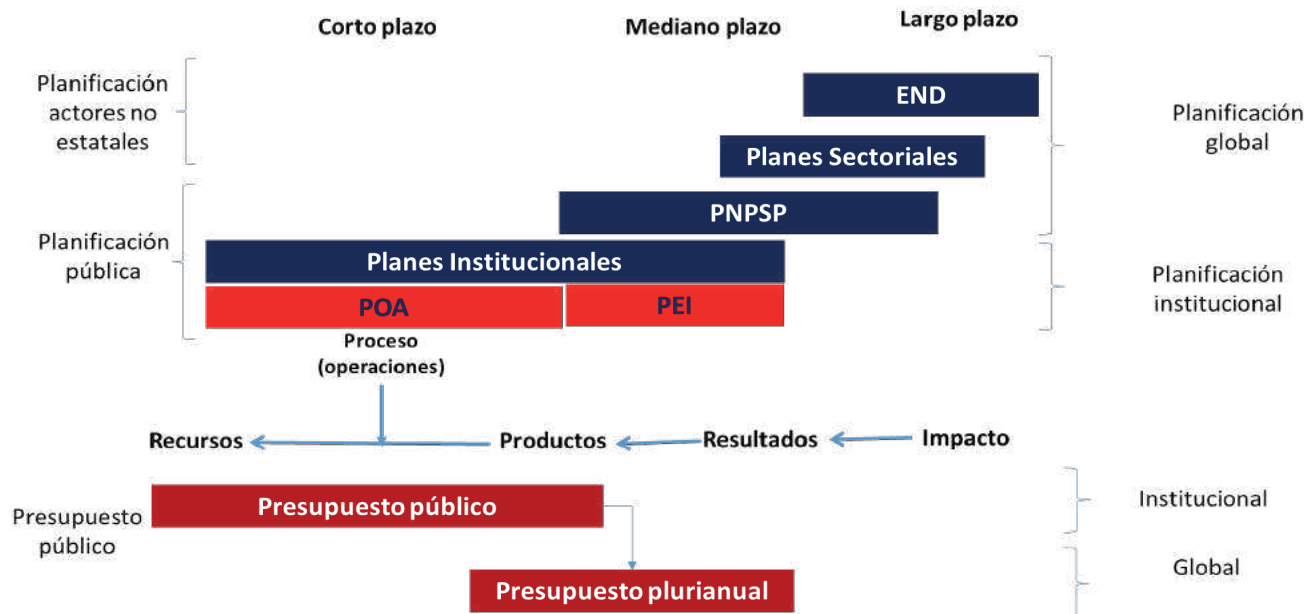 Corto plazo
Mediano plazo
Largo plazo
Planificación
actores no
estatales
END
Planificación
global
Planes Sectoriales
PNPSP
Planificación
pública
Planes Institucionales
Planificación
institucional
POA
PEI
Proceso
(operaciones)
Recursos
Productos
Resultados
Impacto
Presupuesto público
Institucional
Presupuesto
público
Presupuesto plurianual
Global